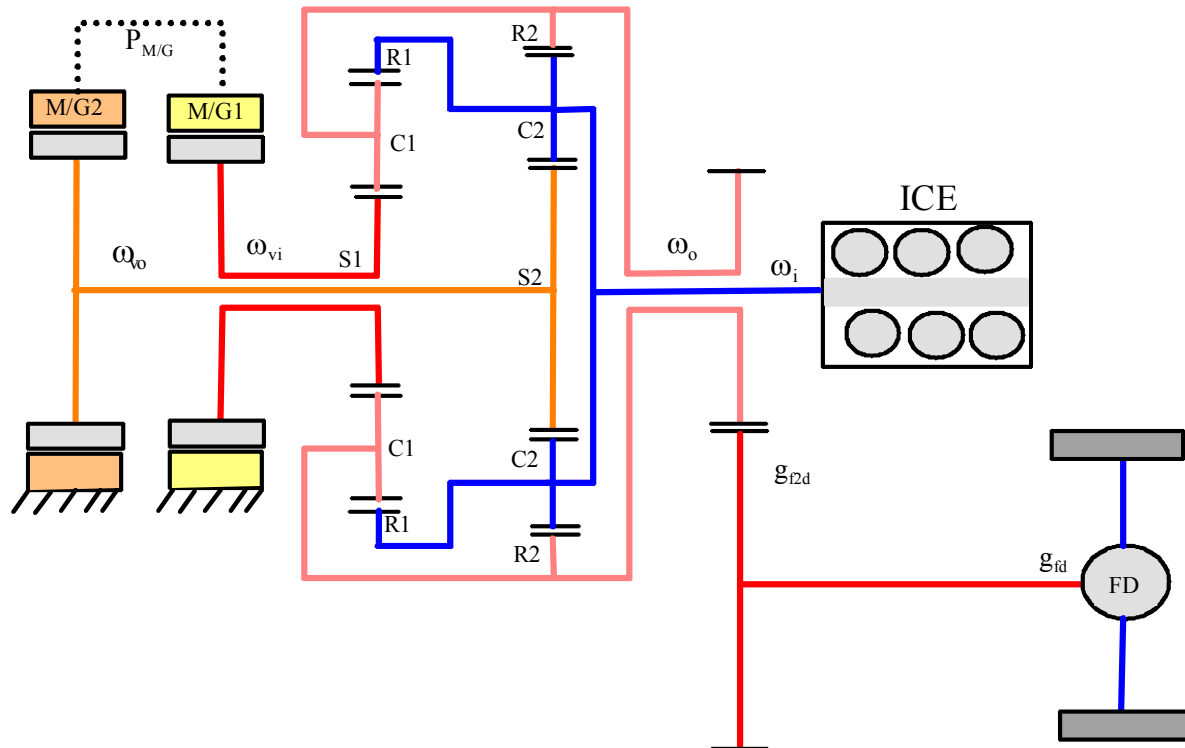 P_M/G
R2
R1
M/G2
M/G1
C2
C1
ICE
ω_vo
ω_vi
S1
S2
ω_o
ω_i
C1
C2
g_f2d
R1
R2
g_fd
FD